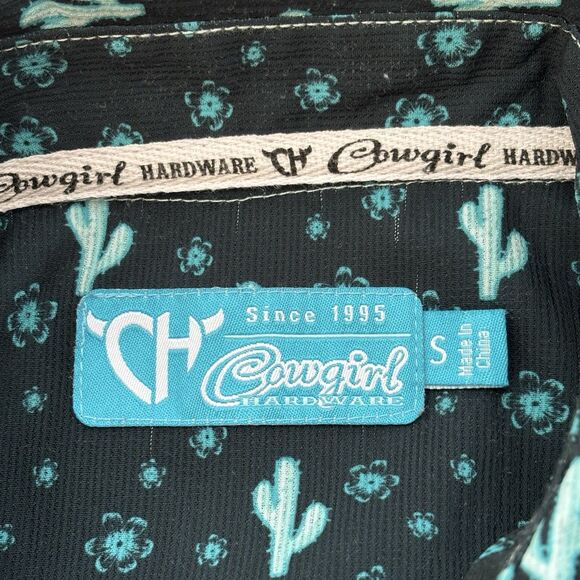 Cowgirl HARDWARE CH Cowgirl HARDW
Since 1995
CH
Cowgirl
HARDWARE
S
Made in
China